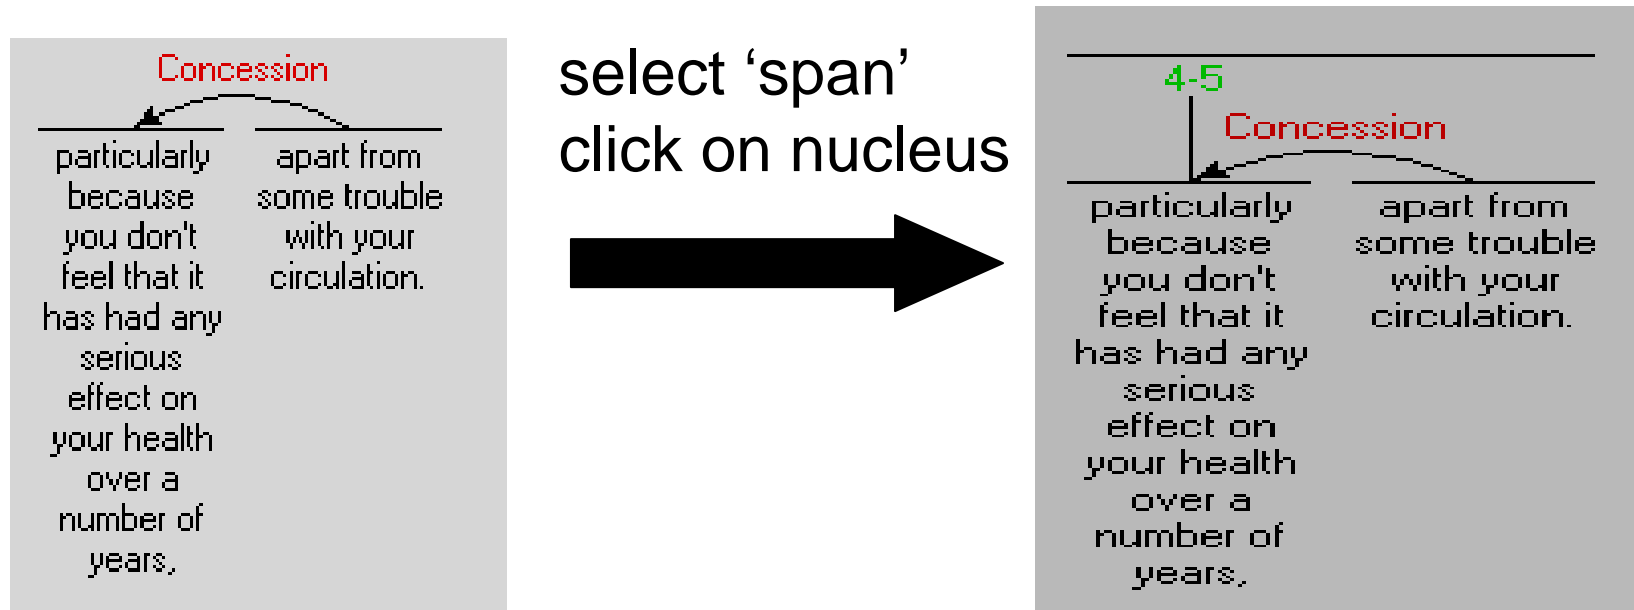 Concession
particularly
because
you don't
feel that it
has had any
serious
effect on
your health
over a
number of
years,
apart from
some trouble
with your
circulation.
select ‘span’
click on nucleus
4-5
Concession
particularly
because
you don't
feel that it
has had any
serious
effect on
your health
over a
number of
years,
apart from
some trouble
with your
circulation.